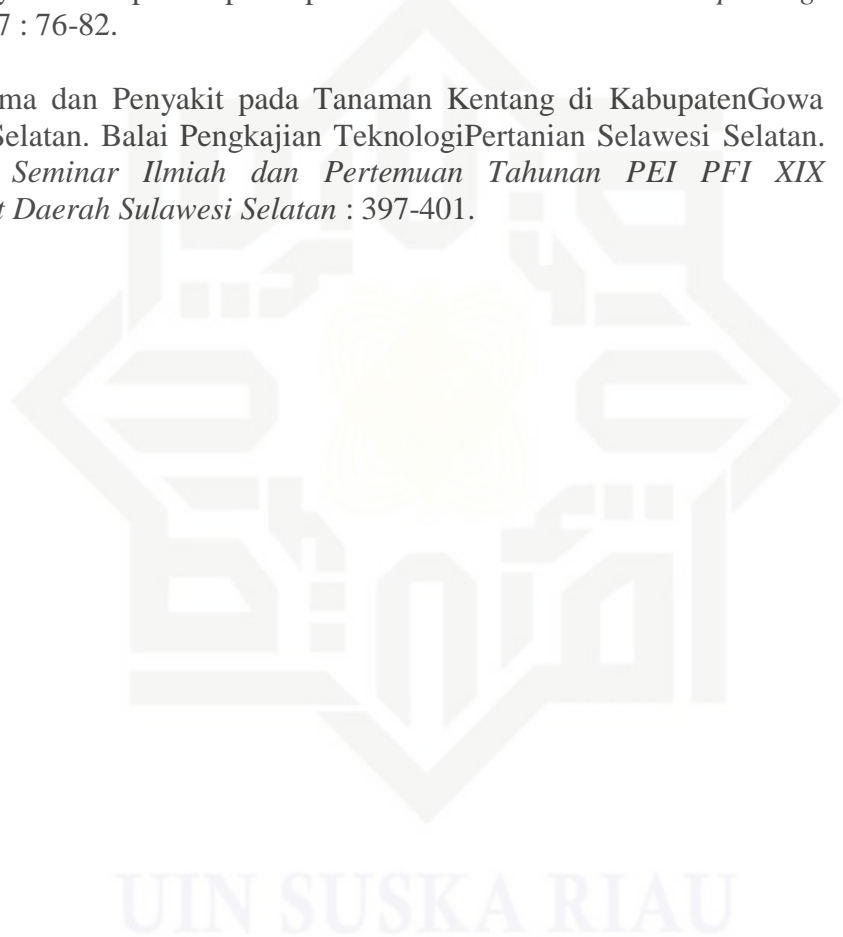 7 : 76-82.
ma dan Penyakit pada Tanaman Kentang di KabupatenGowa
Selatan. Balai Pengkajian TeknologiPertanian Selawesi Selatan.
Seminar Ilmiah dan Pertemuan Tahunan PEI PFI XIX
t Daerah Sulawesi Selatan : 397-401.
UIN SUSKA RIAU